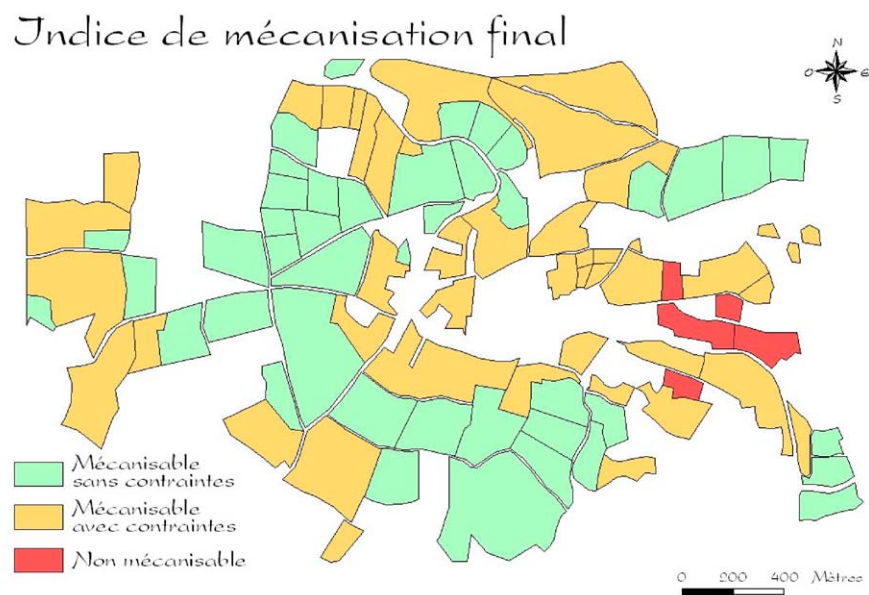 Indice de mécanisation final
N
O E
S
Mécanisable
sans contraintes
Mécanisable
avec contraintes
Non mécanisable
0 200 400 Mètres